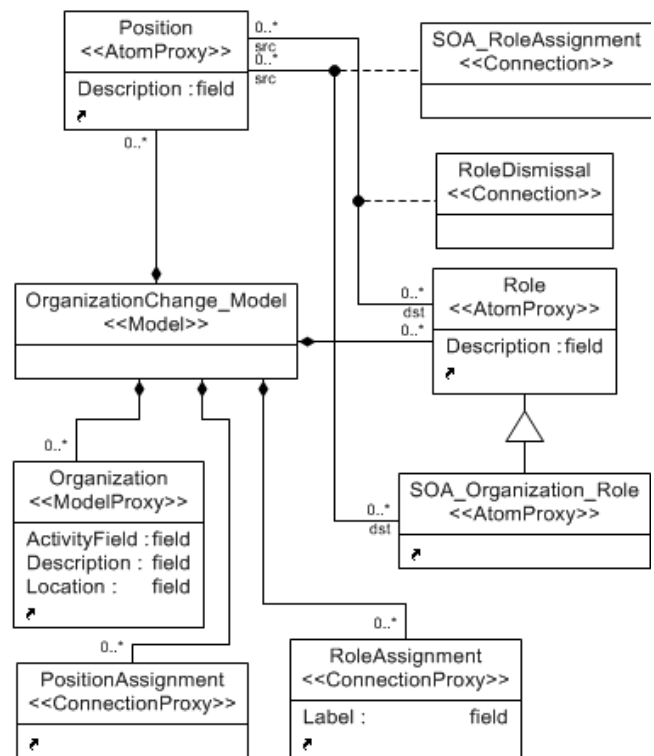 Position
<<AtomProxy>>
Description : field
0..*
src
0..*
src
0..*
SOA_RoleAssignment
<<Connection>>
RoleDismissal
<<Connection>>
OrganizationChange_Model
<<Model>>
0..*
dst
0..*
Role
<<AtomProxy>>
Description : field
0..*
Organization
<<ModelProxy>>
ActivityField : field
Description : field
Location : field
0..*
dst
SOA_Organization_Role
<<AtomProxy>>
0..*
PositionAssignment
<<ConnectionProxy>>
0..*
RoleAssignment
<<ConnectionProxy>>
Label : field